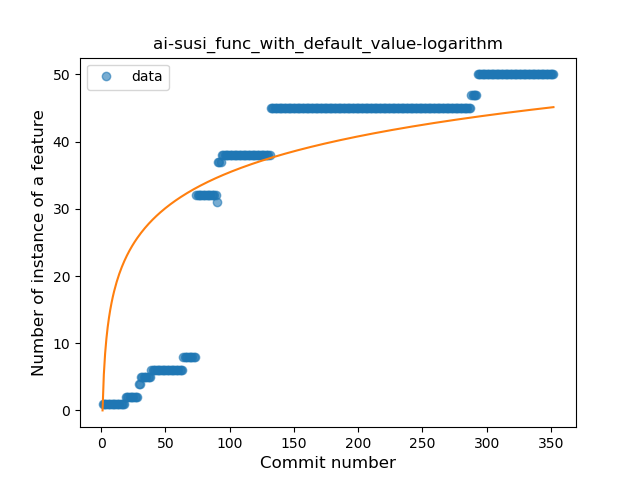 ai-susi_func_with_default_value-logarithm
data
Number of instance of a feature
50
40
30
20
10
0
0 50 100 150 200 250 300 350
Commit number